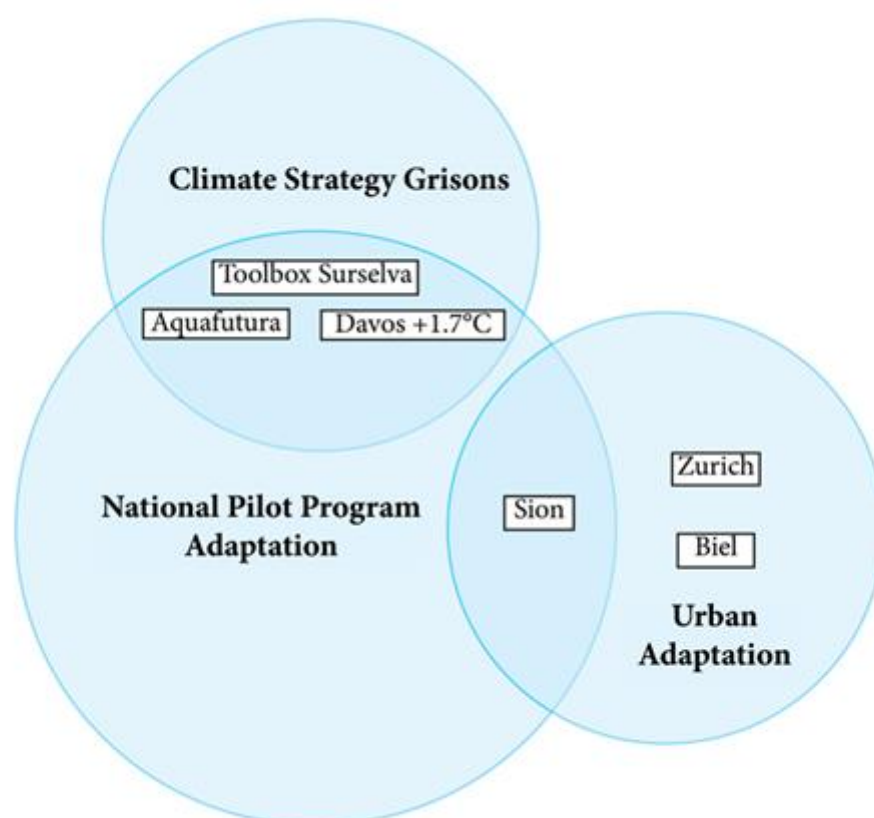 Climate Strategy Grisons
Toolbox Surselva
Aquafutura
Davos +1.7°C
National Pilot Program
Adaptation
Sion
Zurich
Biel
Urban
Adaptation